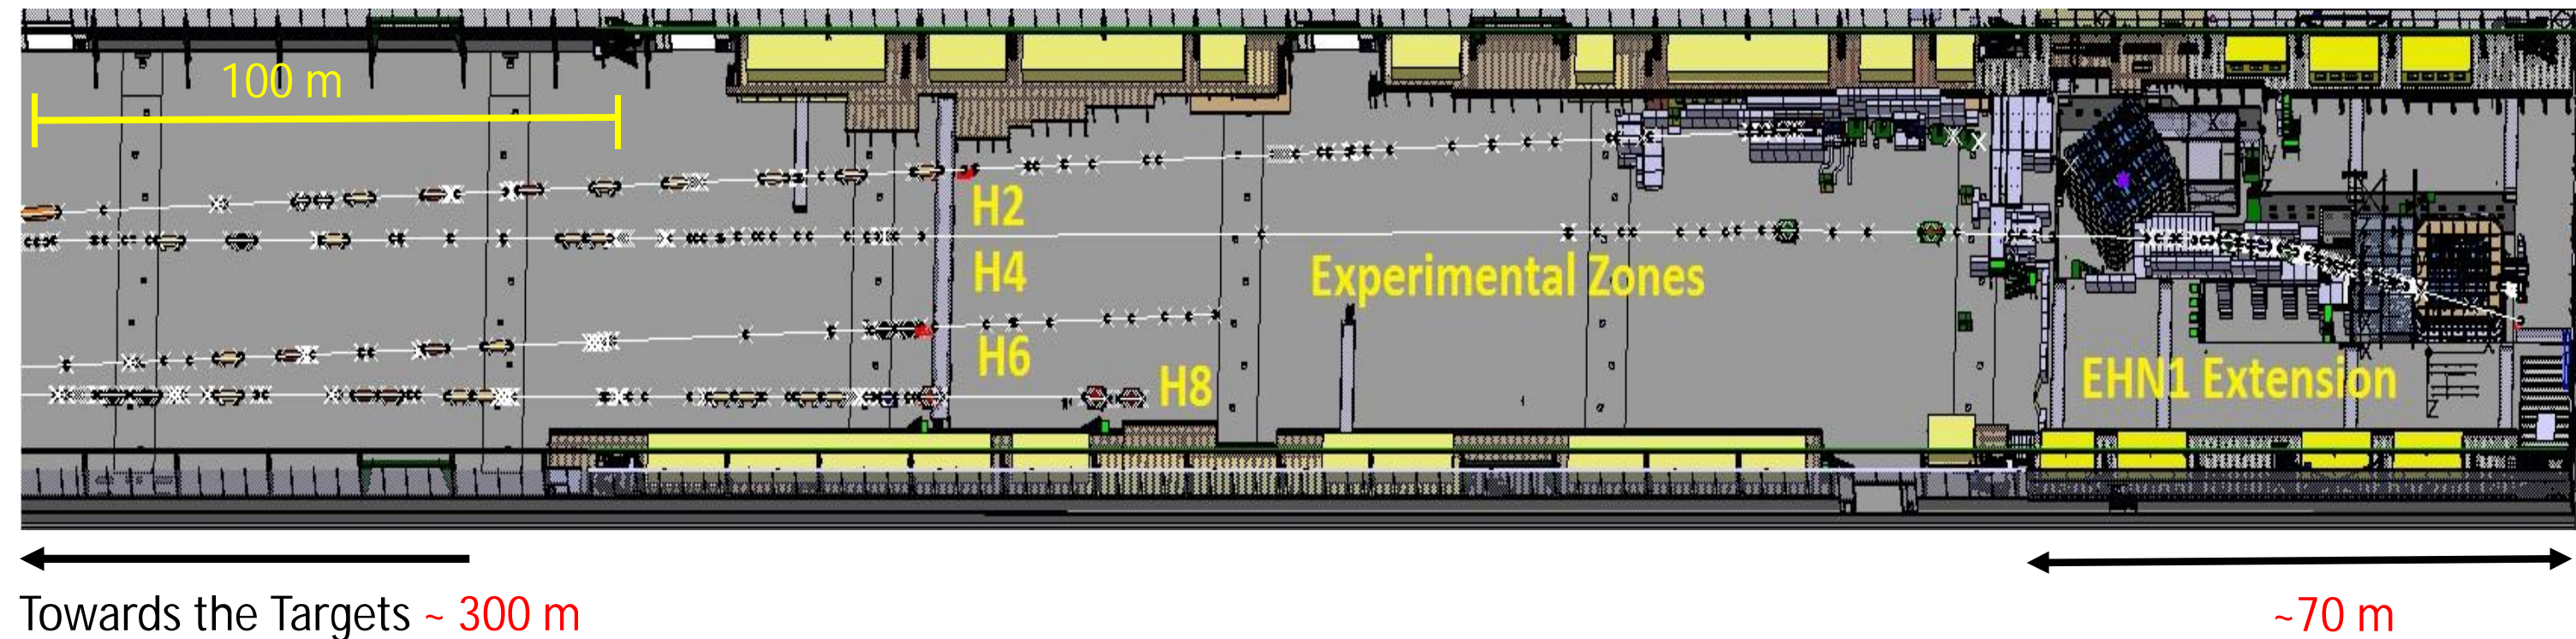 100 m
H2
H4
Experimental Zones
H6
H8
EHN1 Extension
Z
Towards the Targets ~ 300 m
~70 m